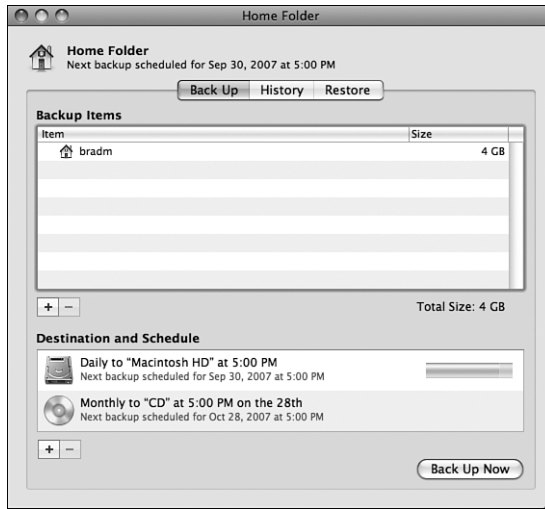 Home Folder
Home Folder
Next backup scheduled for Sep 30, 2007 at 5:00 PM
Back Up History Restore
Backup Items
Item Size
bradm 4 GB
+ −
Total Size: 4 GB
Destination and Schedule
Daily to “Macintosh HD” at 5:00 PM
Next backup scheduled for Sep 30, 2007 at 5:00 PM
Monthly to “CD” at 5:00 PM on the 28th
Next backup scheduled for Oct 28, 2007 at 5:00 PM
+ −
Back Up Now